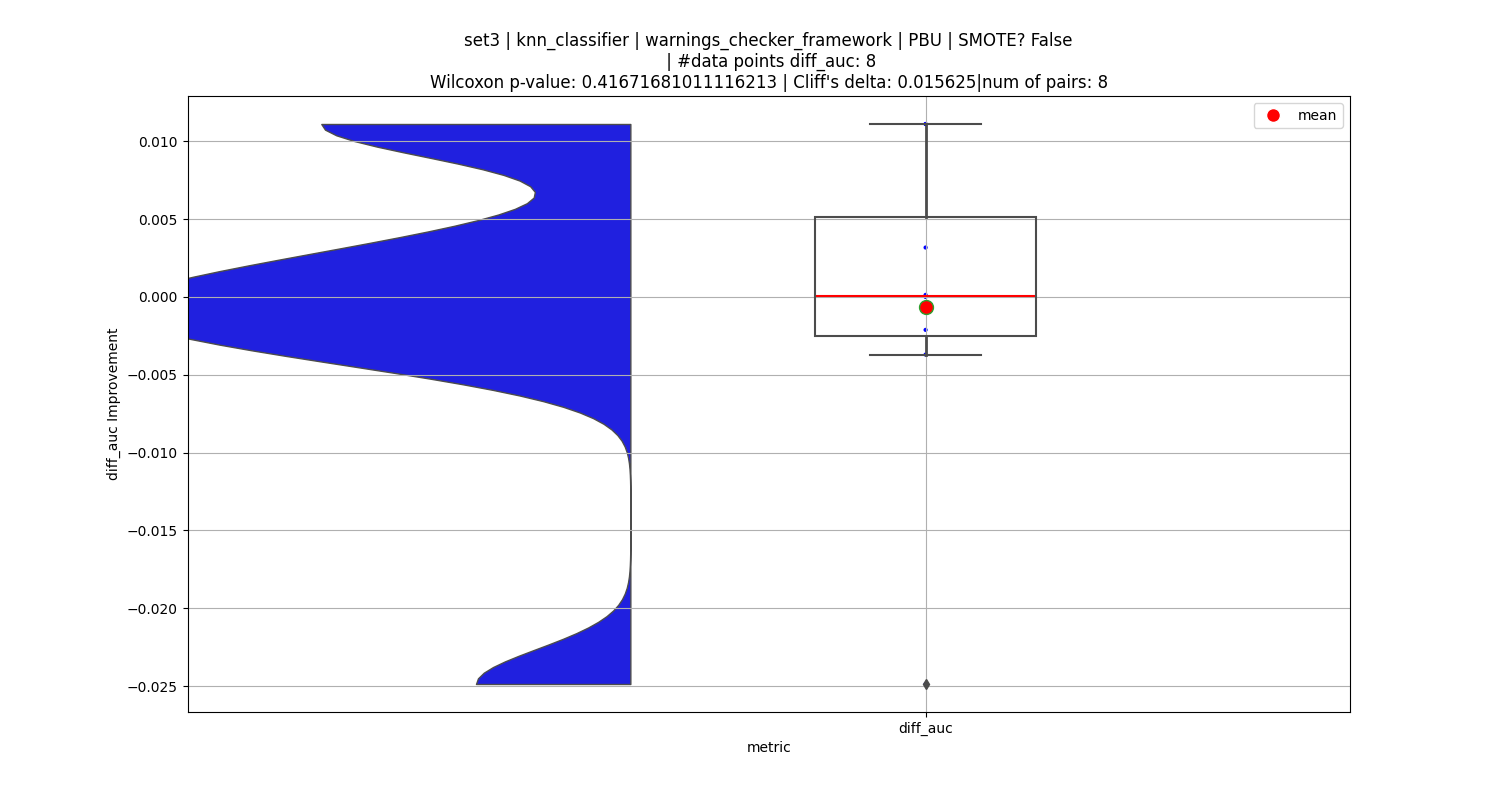 set3 | knn_classifier | warnings_checker_framework | PBU | SMOTE? False
| #data points diff_auc: 8
Wilcoxon p-value: 0.41671681011116213 | Cliff's delta: 0.015625|num of pairs: 8
mean
0.010
0.005
0.000
−0.005
−0.010
−0.015
−0.020
−0.025
diff_auc Improvement
diff_auc
metric